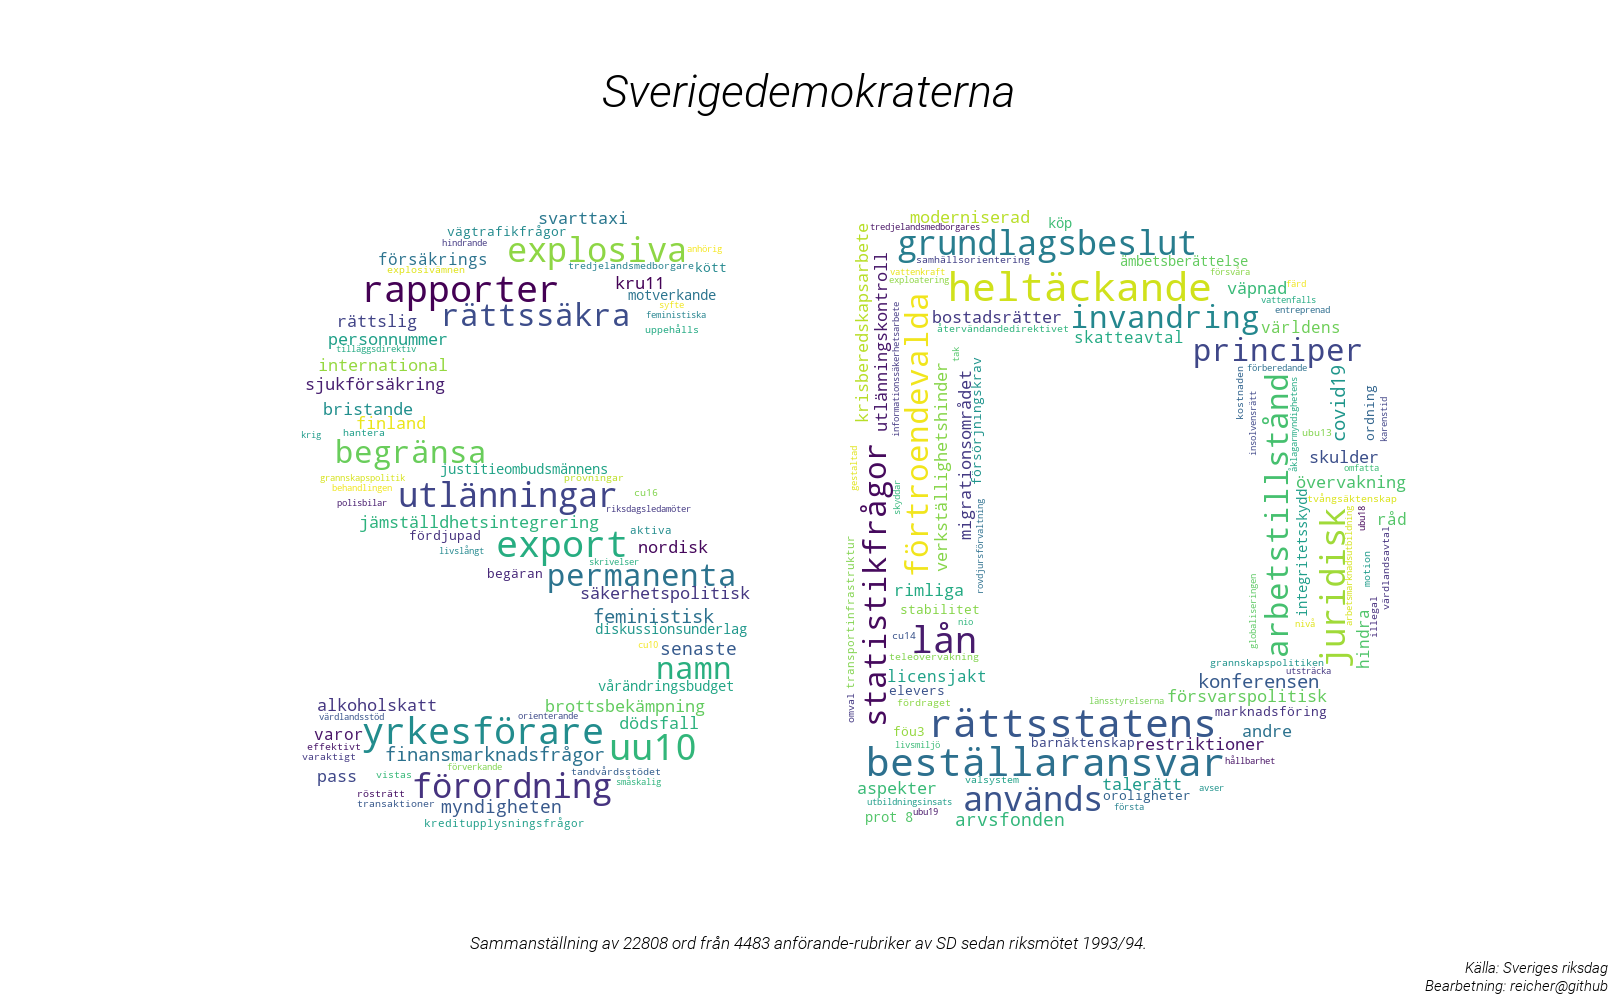 Sverigedemokraterna
svarttaxi
vägtrafikfrågor
hindrande
explosiva
anhörig
försäkrings
explosivämnen
tredjelandsmedborgare
kött
rapporter
kru11
motverkande
rättslig
rättssäkra
syfte
feministiska
uppehålls
personnummer
tilläggsdirektiv
international
sjukförsäkring
bristande
finland
krig
hantera
begränsa
justitieombudsmännens
grannskapspolitik
prövningar
behandlingen
utlänningar
cu16
polisbilar
riksdagsledamöter
jämställdhetsintegrering
aktiva
fördjupad
export
nordisk
livslångt
skrivelser
begäran
permanenta
säkerhetspolitisk
feministisk
diskussionsunderlag
cu10
senaste
namn
vårändringsbudget
alkoholskatt
brottsbekämpning
värdlandsstöd
orienterande
dödsfall
varor
yrkesförare
effektivt
varaktigt
finansmarknadsfrågor
uu10
förverkande
pass
vistas
tandvårdsstödet
förordning
småskalig
rösträtt
transaktioner
myndigheten
kreditupplysningsfrågor
moderniserad
köp
tredjelandsmedborgares
grundlagsbeslut
krisberedskapsarbete
utlänningskontroll
samhällsorientering
ämbetsberättelse
vattenkraft
försvara
exploatering
heltäckande
väpnad
färd
vattenfalls
informationssäkerhetsarbete
förtroendevalda
bostadsrätter
invandring
entreprenad
återvändandedirektivet
världens
skatteavtal
principer
tak
verkställighetshinder
migrationsområdet
försörjningskrav
förberedande
kostnaden
insolvensrätt
arbetstillstånd
åklagarmyndighetens
covid19
ordning
karenstid
ubu13
gestaltad
statistikfrågor
skyddar
rovdjursförvaltning
skulder
omfatta
övervakning
tvångsäktenskap
integritetsskydd
juridisk
arbetsmarknadsutbildning
ubu18
råd
värdlandsavtal
motion
transportinfrastruktur
rimliga
stabilitet
nio
globaliseringen
nivå
illegal
hindra
cu14
lån
teleövervakning
grannskapspolitiken
utsträcka
licensjakt
elevers
konferensen
omval
fördraget
länsstyrelserna
försvarspolitisk
marknadsföring
rättsstatens
föu3
andre
livsmiljö
barnäktenskap
restriktioner
beställaransvar
hållbarhet
valsystem
talerätt
aspekter
avser
utbildningsinsats
används
oroligheter
första
prot 8
ubu19
arvsfonden
Sammanställning av 22808 ord från 4483 anförande-rubriker av SD sedan riksmötet 1993/94.
Källa: Sveriges riksdag
Bearbetning: reicher@github